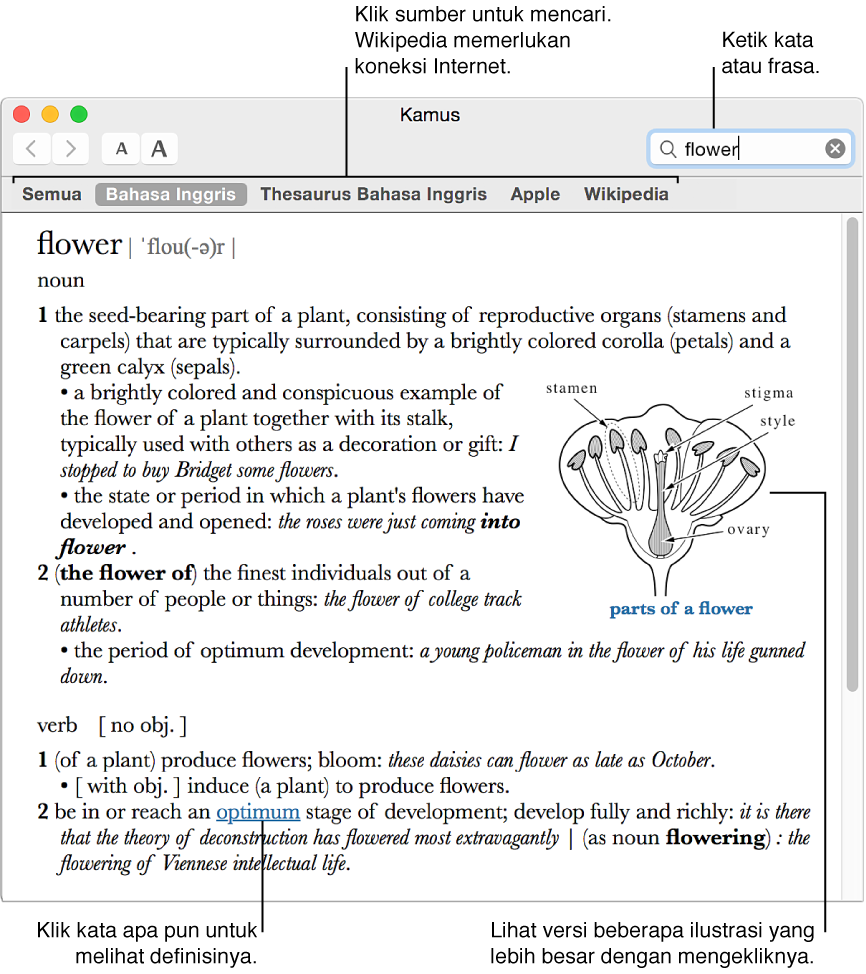 Klik sumber untuk mencari.
Wikipedia memerlukan
koneksi Internet.
Ketik kata
atau frasa.
Kamus
A A
flower
Semua Bahasa Inggris Thesaurus Bahasa Inggris Apple Wikipedia
flower | ˈflou(-ə)r |
noun
1 the seed-bearing part of a plant, consisting of reproductive organs (stamens and
carpels) that are typically surrounded by a brightly colored corolla (petals) and a
green calyx (sepals).
• a brightly colored and conspicuous example of
the flower of a plant together with its stalk,
typically used with others as a decoration or gift: I
stopped to buy Bridget some flowers.
• the state or period in which a plant's flowers have
developed and opened: the roses were just coming into
flower .
2 (the flower of) the finest individuals out of a
number of people or things: the flower of college track
athletes.
stamen
stigma
style
ovary
parts of a flower
• the period of optimum development: a young policeman in the flower of his life gunned
down.
verb [ no obj. ]
1 (of a plant) produce flowers; bloom: these daisies can flower as late as October.
• [ with obj. ] induce (a plant) to produce flowers.
2 be in or reach an optimum stage of development; develop fully and richly: it is there
that the theory of deconstruction has flowered most extravagantly | (as noun flowering) : the
flowering of Viennese intellectual life.
Klik kata apa pun untuk
melihat definisinya.
Lihat versi beberapa ilustrasi yang
lebih besar dengan mengekliknya.